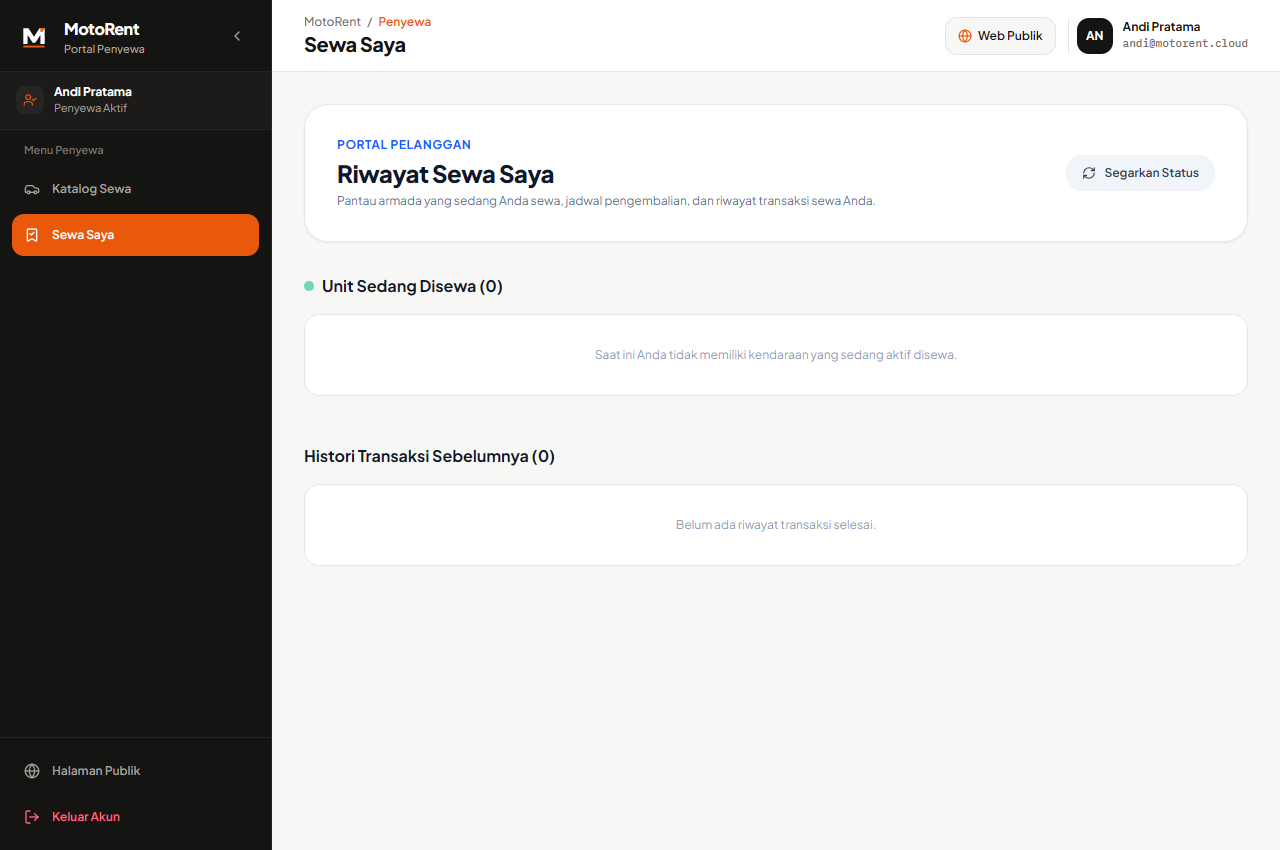 MotoRent
Portal Penyewa
Andi Pratama
Penyewa Aktif
Menu Penyewa
Katalog Sewa
Sewa Saya
Halaman Publik
Keluar Akun
MotoRent / Penyewa
Sewa Saya
Web Publik
AN
Andi Pratama
andi@motorent.cloud
PORTAL PELANGGAN
Riwayat Sewa Saya
Pantau armada yang sedang Anda sewa, jadwal pengembalian, dan riwayat transaksi sewa Anda.
Segarkan Status
Unit Sedang Disewa (0)
Saat ini Anda tidak memiliki kendaraan yang sedang aktif disewa.
Histori Transaksi Sebelumnya (0)
Belum ada riwayat transaksi selesai.